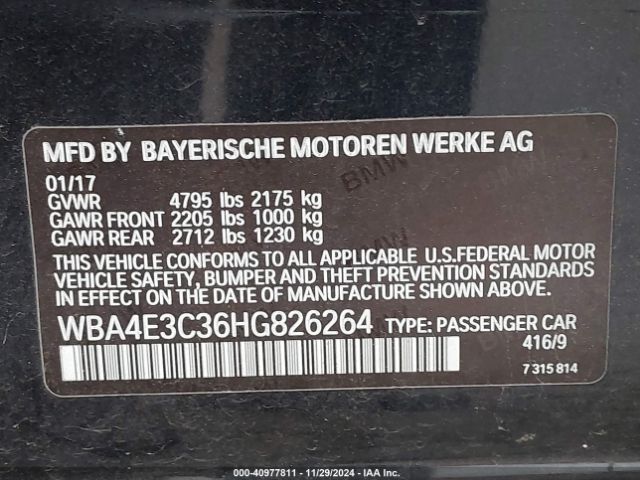 MFD BY BAYERISCHE MOTOREN WERKE AG
01/17
GVWR 4795 lbs 2175 kg
GAWR FRONT 2205 lbs 1000 kg
GAWR REAR 2712 lbs 1230 kg
THIS VEHICLE CONFORMS TO ALL APPLICABLE U.S.FEDERAL MOTOR
VEHICLE SAFETY, BUMPER AND THEFT PREVENTION STANDARDS
IN EFFECT ON THE DATE OF MANUFACTURE SHOWN ABOVE.
WBA4E3C36HG826264 TYPE: PASSENGER CAR
416/9
7 315 814
000-40977811 - 11/29/2024 - IAA Inc.